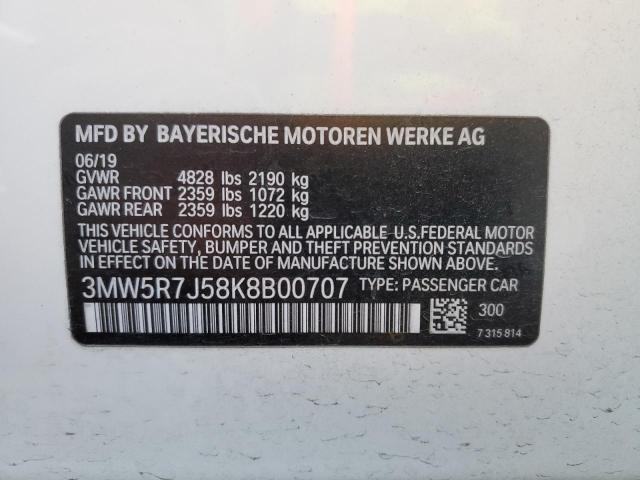 MFD BY BAYERISCHE MOTOREN WERKE AG
06/19
GVWR 4828 lbs 2190 kg
GAWR FRONT 2359 lbs 1072 kg
GAWR REAR 2359 lbs 1220 kg
THIS VEHICLE CONFORMS TO ALL APPLICABLE U.S.FEDERAL MOTOR
VEHICLE SAFETY, BUMPER AND THEFT PREVENTION STANDARDS
IN EFFECT ON THE DATE OF MANUFACTURE SHOWN ABOVE.
3MW5R7J58K8B00707 TYPE: PASSENGER CAR
300
7 315 814